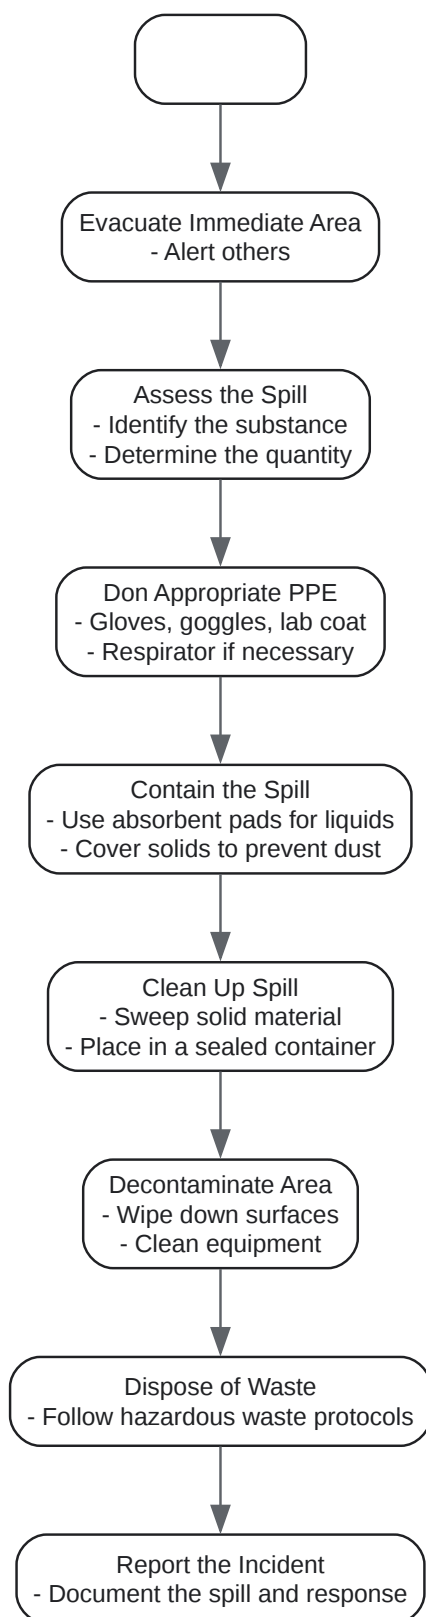 Evacuate Immediate Area
- Alert others
Assess the Spill
- Identify the substance
- Determine the quantity
Don Appropriate PPE
- Gloves, goggles, lab coat
- Respirator if necessary
Contain the Spill
- Use absorbent pads for liquids
- Cover solids to prevent dust
Clean Up Spill
- Sweep solid material
- Place in a sealed container
Decontaminate Area
- Wipe down surfaces
- Clean equipment
Dispose of Waste
- Follow hazardous waste protocols
Report the Incident
- Document the spill and response